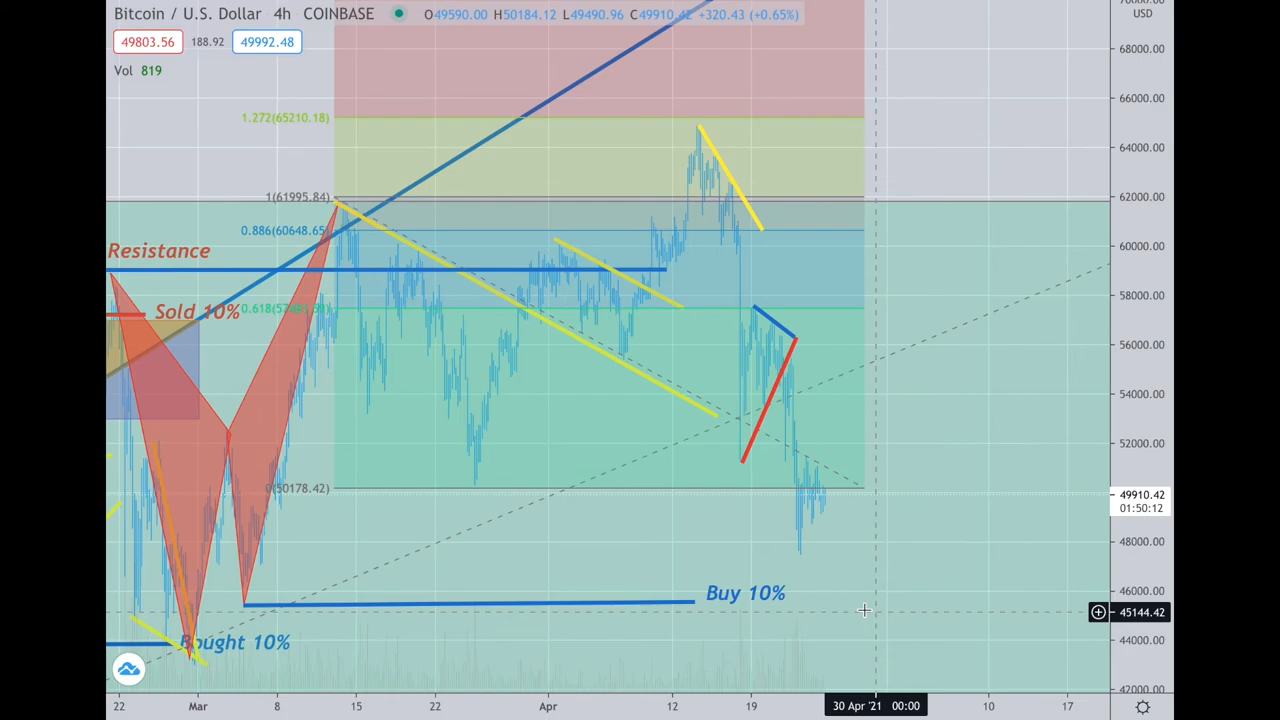 Bitcoin / U.S. Dollar 4h COINBASE O49590.00 H50184.12 L49490.96 C49910.42 +320.43 (+0.65%)
49803.56 188.92 49992.48
Vol 819
USD
68000.00
66000.00
1.272(65210.18)
64000.00
1(61995.84)
62000.00
0.886(60648.65)
60000.00
Resistance
58000.00
Sold 10%
56000.00
54000.00
52000.00
0(50178.42)
49910.42
01:50:12
48000.00
46000.00
Buy 10%
45144.42
44000.00
Bought 10%
42000.00
22 Mar 8 15 22 Apr 12 19 30 Apr '21 00:00 10 17